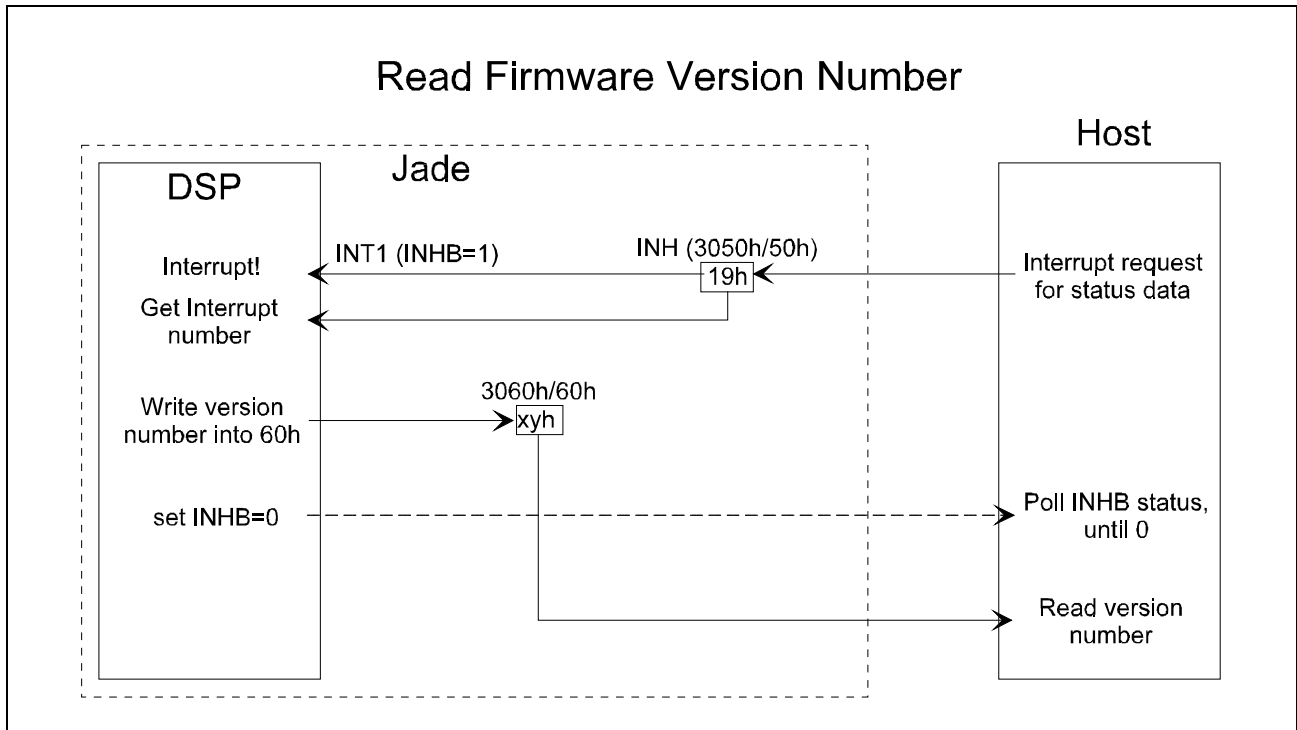 Read Firmware Version Number
Host
Jade
DSP
INT1 (INHB=1)
INH (3050h/50h)
Interrupt!
19h
Interrupt request
for status data
Get Interrupt
number
3060h/60h
Write version
number into 60h
xyh
set INHB=0
Poll INHB status,
until 0
Read version
number